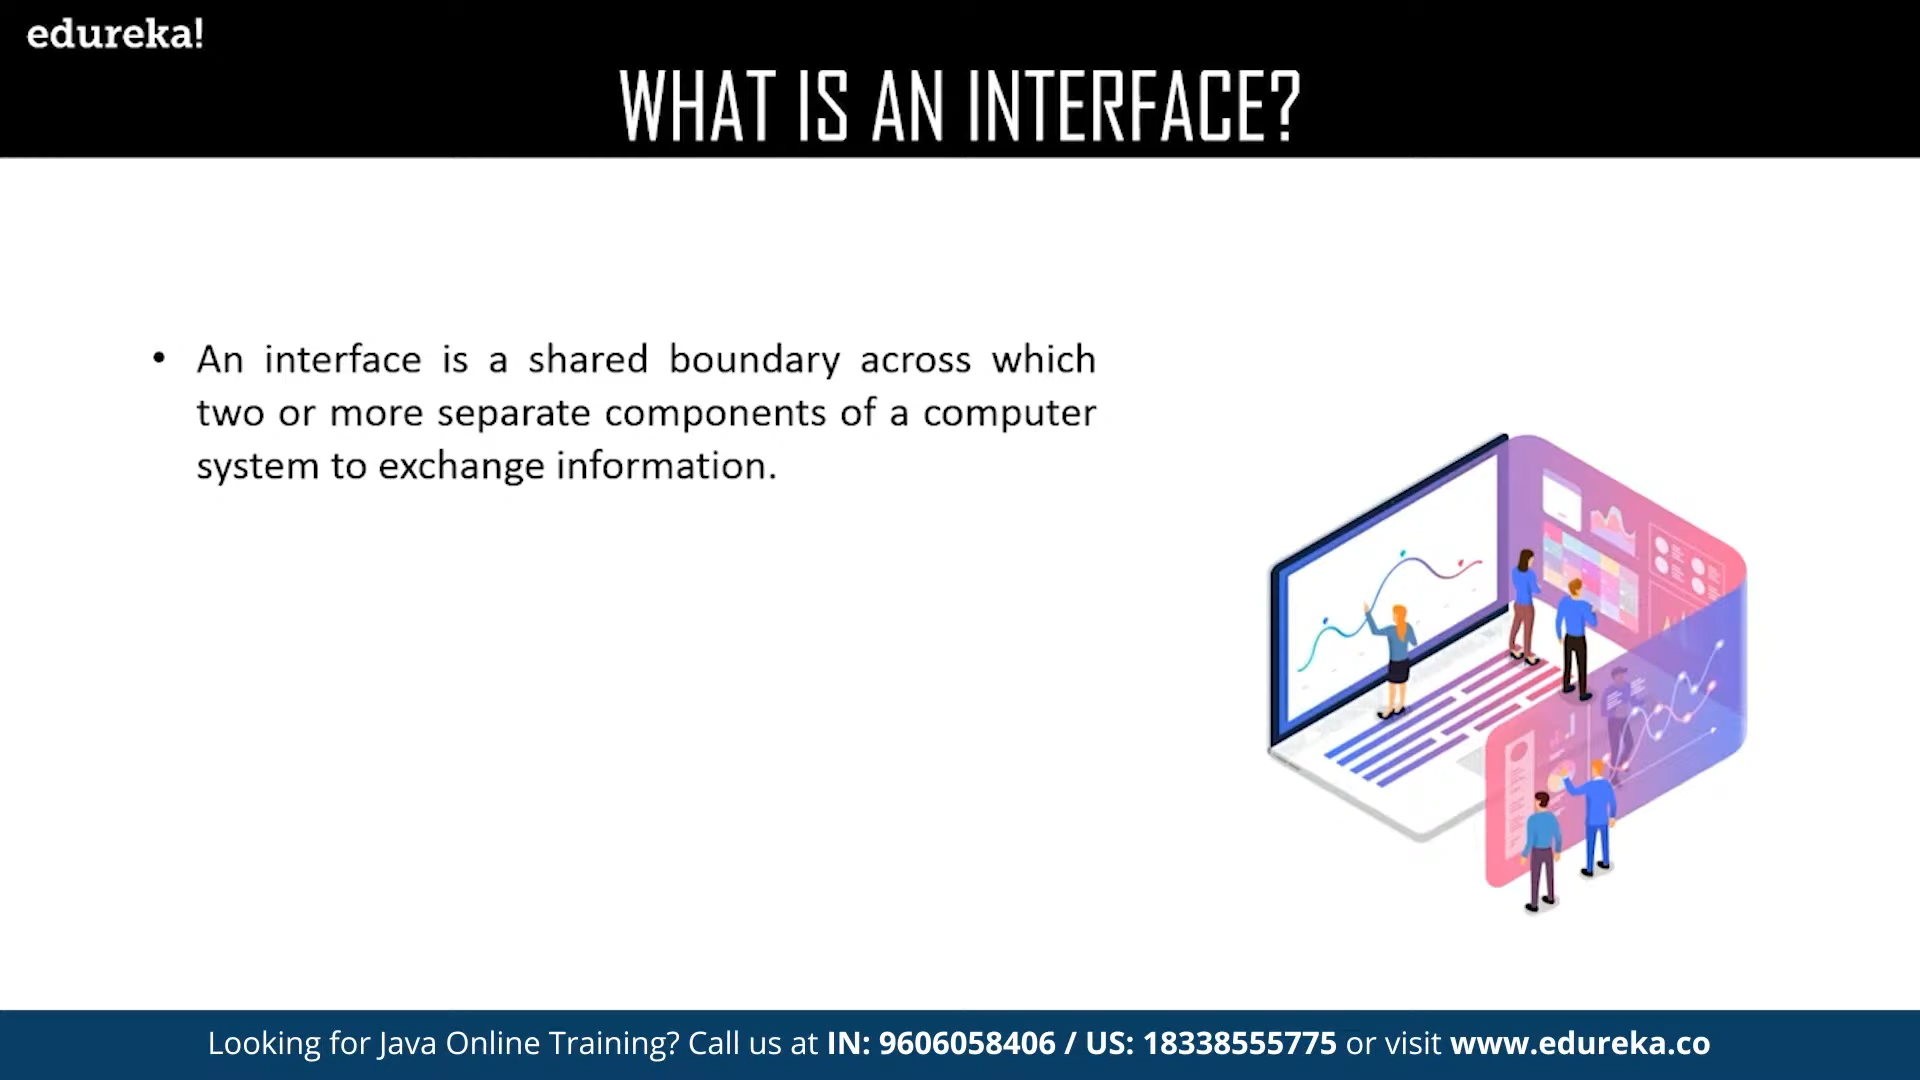 edureka!
WHAT IS AN INTERFACE?
• An interface is a shared boundary across which
two or more separate components of a computer
system to exchange information.
Looking for Java Online Training? Call us at IN: 9606058406 / US: 18338555775 or visit www.edureka.co